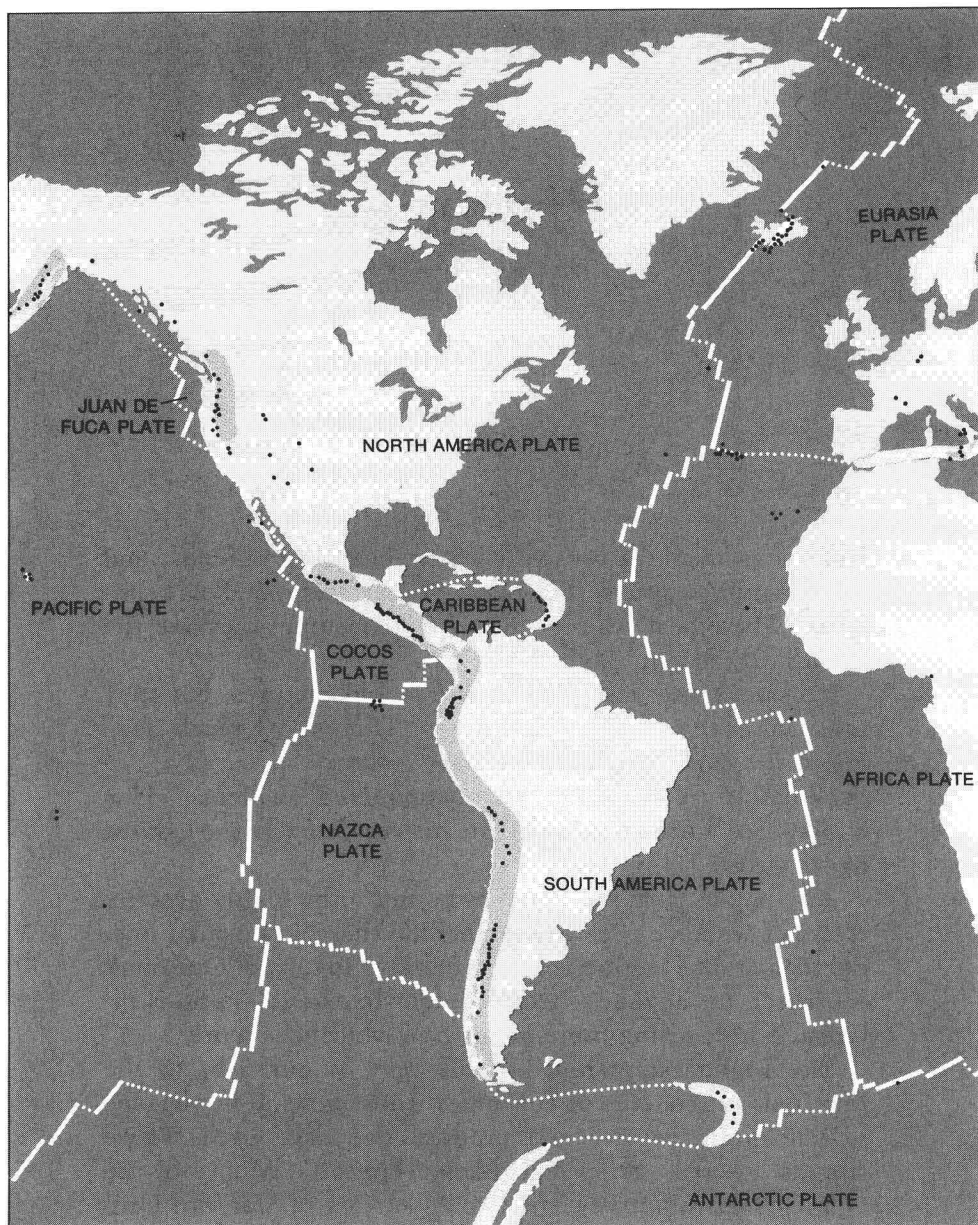 EURASIA
PLATE
JUAN DE
FUCA PLATE
NORTH AMERICA PLATE
PACIFIC PLATE
CARIBBEAN
PLATE
COCOS
PLATE
AFRICA PLATE
NAZCA
PLATE
SOUTH AMERICA PLATE
ANTARCTIC PLATE